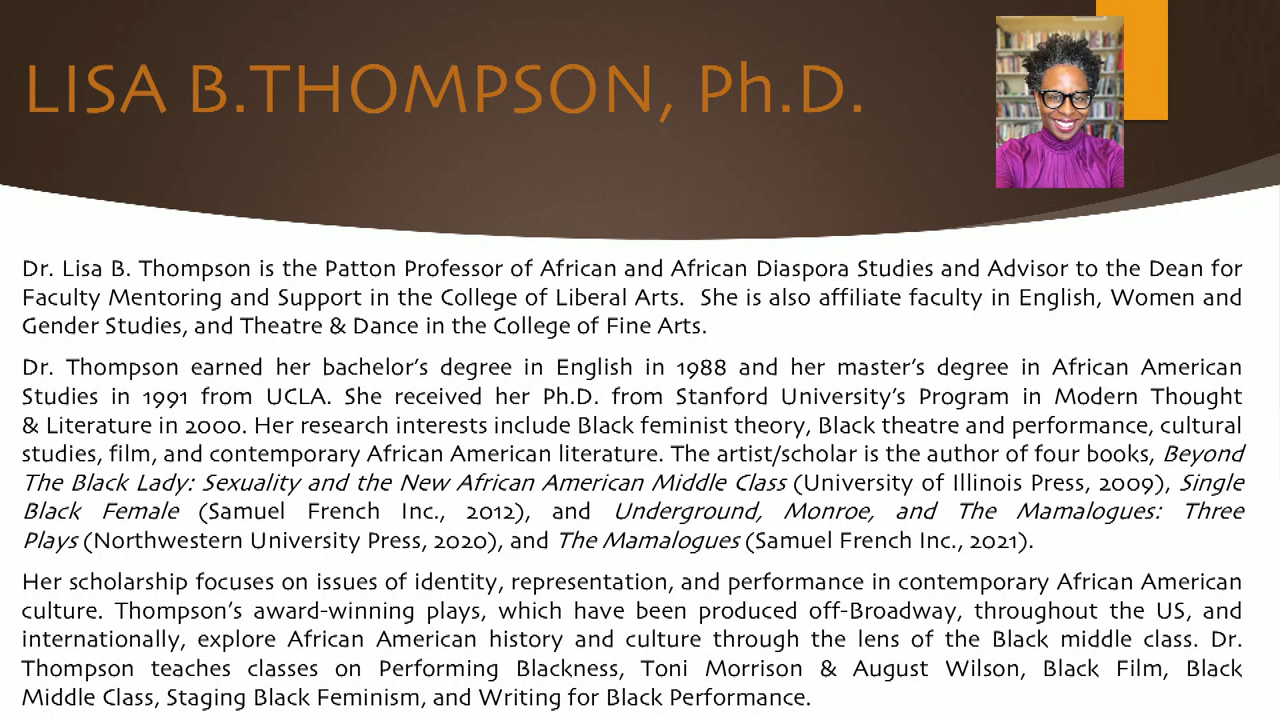 LISA B.THOMPSON, Ph.D.
Dr. Lisa B. Thompson is the Patton Professor of African and African Diaspora Studies and Advisor to the Dean for
Faculty Mentoring and Support in the College of Liberal Arts.  She is also affiliate faculty in English, Women and
Gender Studies, and Theatre & Dance in the College of Fine Arts.
Dr. Thompson earned her bachelor’s degree in English in 1988 and her master’s degree in African American
Studies in 1991 from UCLA. She received her Ph.D. from Stanford University’s Program in Modern Thought
& Literature in 2000. Her research interests include Black feminist theory, Black theatre and performance, cultural
studies, film, and contemporary African American literature. The artist/scholar is the author of four books, Beyond
The Black Lady: Sexuality and the New African American Middle Class (University of Illinois Press, 2009), Single
Black Female (Samuel French Inc., 2012), and Underground, Monroe, and The Mamalogues: Three
Plays (Northwestern University Press, 2020), and The Mamalogues (Samuel French Inc., 2021).
Her scholarship focuses on issues of identity, representation, and performance in contemporary African American
culture. Thompson’s award-winning plays, which have been produced off-Broadway, throughout the US, and
internationally, explore African American history and culture through the lens of the Black middle class. Dr.
Thompson teaches classes on Performing Blackness, Toni Morrison & August Wilson, Black Film, Black
Middle Class, Staging Black Feminism, and Writing for Black Performance.